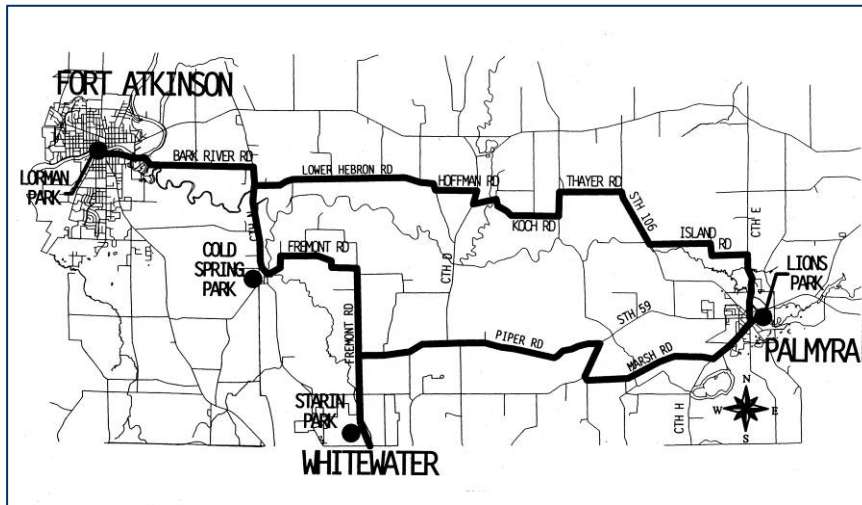 FORT ATKINSON
BARK RIVER RD
LORMAN
PARK
LOWER HEBRON RD
HOFFMAN RD
THAYER RD
KOCH RD
STH 106
ISLAND
RD
CTH E
CTH N
COLD
SPRING
PARK
FREMONT RD
CTH D
LIONS
PARK
STH 59
FREMONT RD
PIPER RD
MARSH RD
PALMYRA
STARIN
PARK
CTH H
N
W
E
S
WHITEWATER